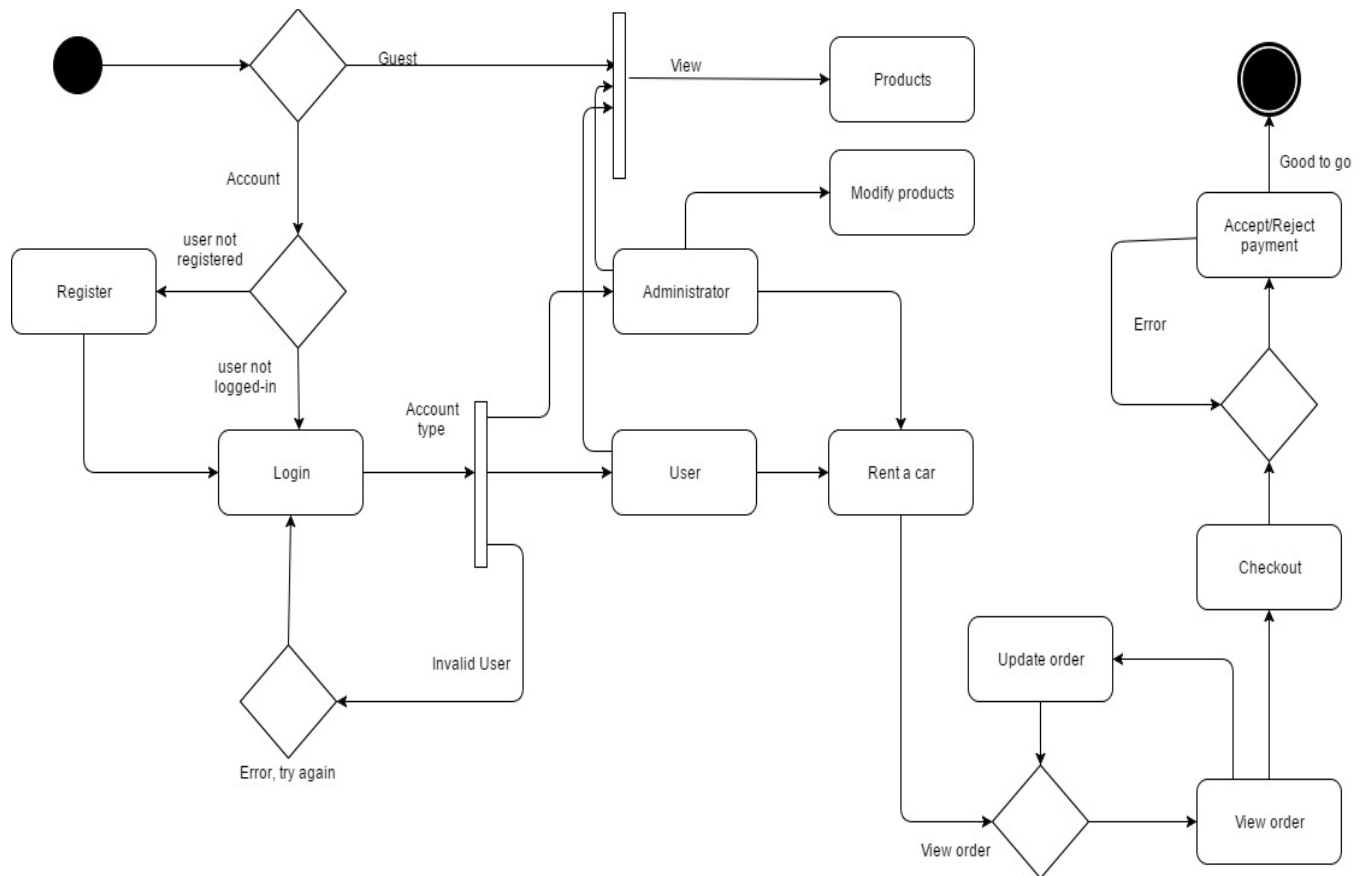 Guest
View
Products
Good to go
Account
Modify products
Accept/Reject
payment
user not
registered
Register
Administrator
Error
user not
logged-in
Account
type
Login
User
Rent a car
Checkout
Invalid User
Update order
Error, try again
View order
View order